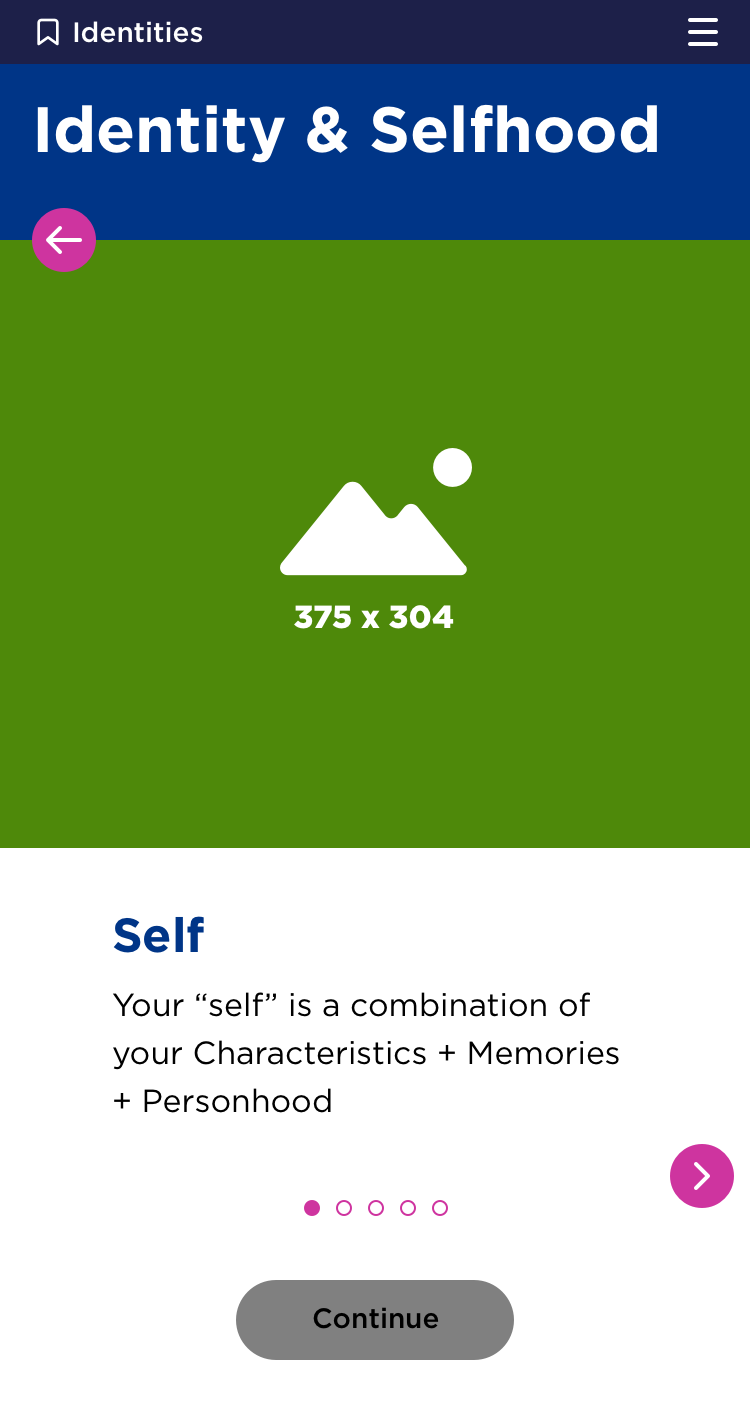 Identities
Identity & Selfhood
375 x 304
Self
Your “self” is a combination of
your Characteristics + Memories
+ Personhood
Continue